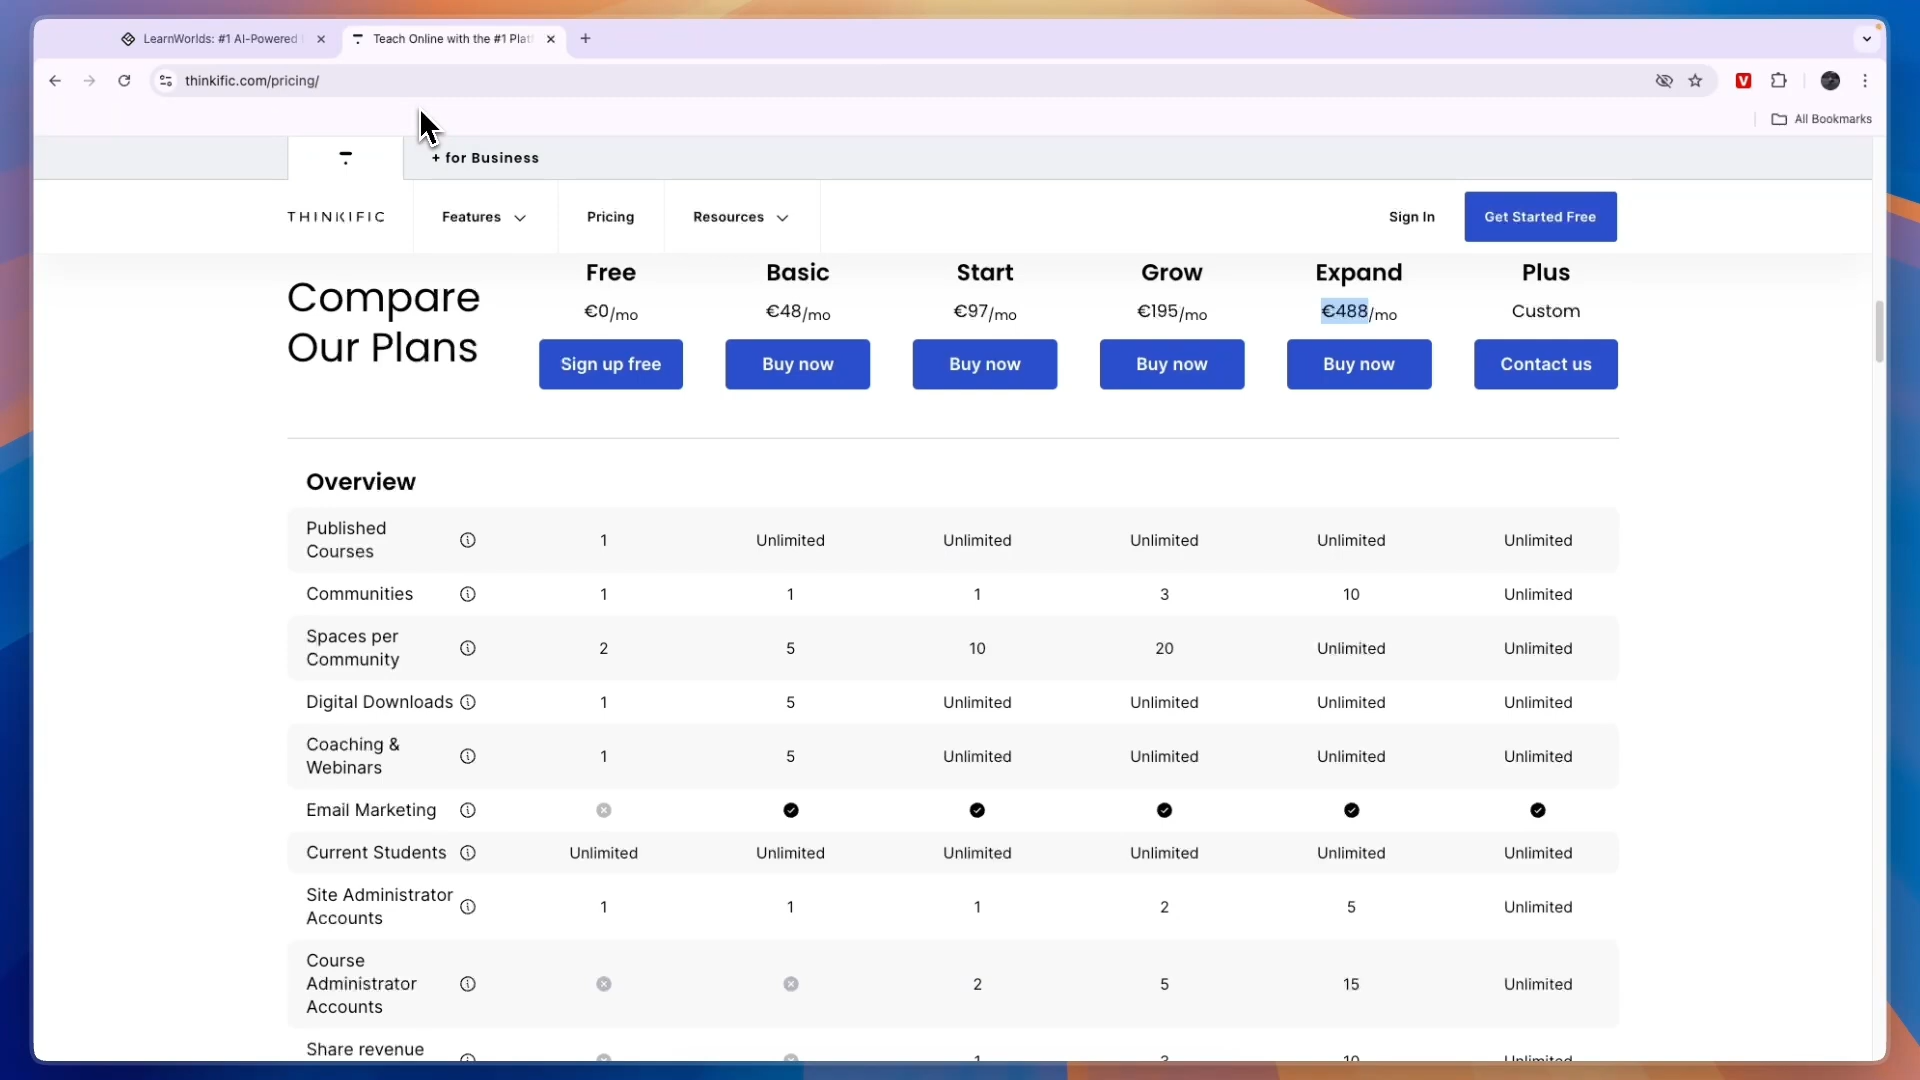 LearnWorlds: #1 AI-Powered
Teach Online with the #1 Plat
thinkific.com/pricing/
All Bookmarks
+ for Business
THINKIFIC
Features
Pricing
Resources
Sign In
Get Started Free
Compare
Our Plans
Free Basic Start Grow Expand Plus
€0/mo €48/mo €97/mo €195/mo €488/mo Custom
Sign up free Buy now Buy now Buy now Buy now Contact us
Overview
Published
Courses
1 Unlimited Unlimited Unlimited Unlimited Unlimited
Communities 1 1 1 3 10 Unlimited
Spaces per
Community
2 5 10 20 Unlimited Unlimited
Digital Downloads 1 5 Unlimited Unlimited Unlimited Unlimited
Coaching &
Webinars
1 5 Unlimited Unlimited Unlimited Unlimited
Email Marketing
Current Students Unlimited Unlimited Unlimited Unlimited Unlimited Unlimited
Site Administrator
Accounts
1 1 1 2 5 Unlimited
Course
Administrator
Accounts
2 5 15 Unlimited
Share revenue
1 3 10 Unlimited